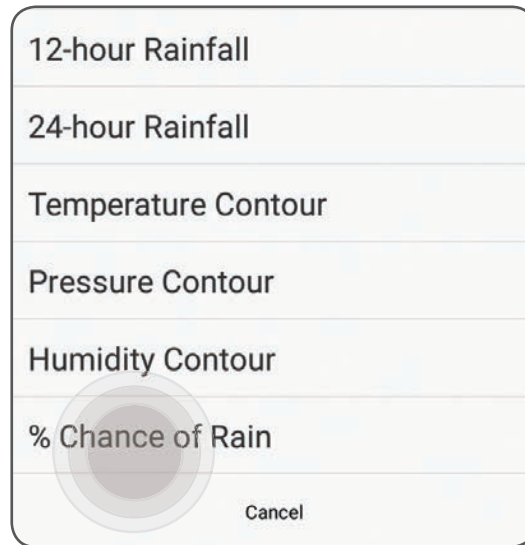 12-hour Rainfall
24-hour Rainfall
Temperature Contour
Pressure Contour
Humidity Contour
% Chance of Rain
Cancel